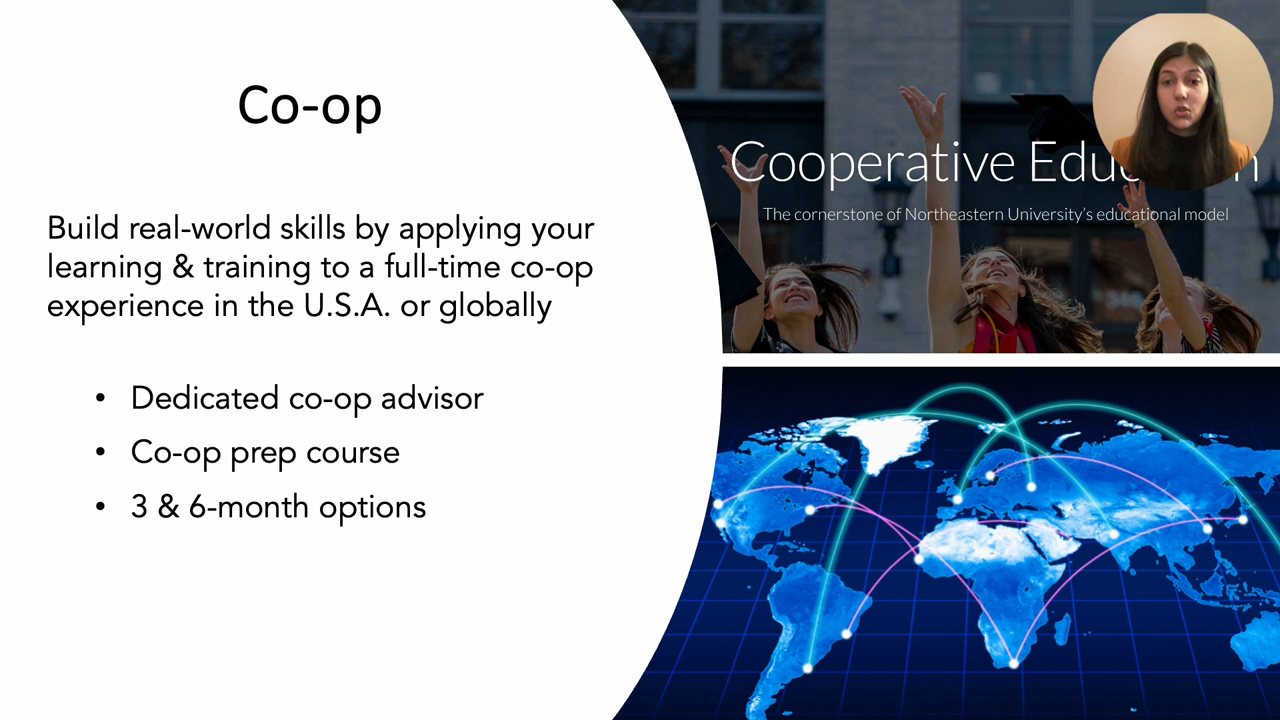 Co-op
Build real-world skills by applying your
learning & training to a full-time co-op
experience in the U.S.A. or globally
• Dedicated co-op advisor
• Co-op prep course
• 3 & 6-month options
Cooperative
The cornerstone of Northeastern University's educational model